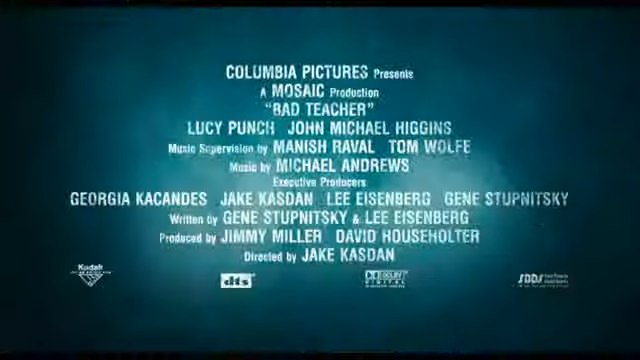 COLUMBIA PICTURES Presents
A MOSAIC Production
"BAD TEACHER"
LUCY PUNCH JOHN MICHAEL HIGGINS
Music Supervision by MANISH RAVAL TOM WOLFE
Music by MICHAEL ANDREWS
Executive Producers
GEORGIA KACANDES JAKE KASDAN LEE EISENBERG GENE STUPNITSKY
Written by GENE STUPNITSKY & LEE EISENBERG
Produced by JIMMY MILLER DAVID HOUSEHOLTER
Directed by JAKE KASDAN
Kodak
dts
DOLBY
DIGITAL
SDDS